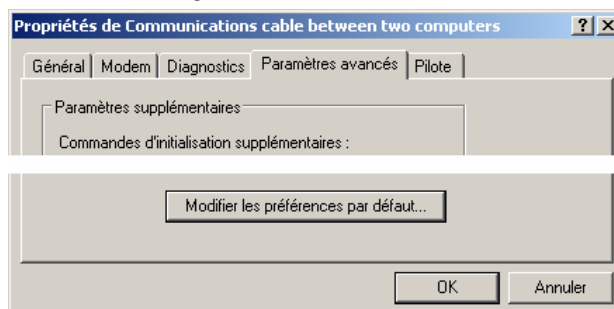 Propriétés de Communications cable between two computers
Général Modem Diagnostics Paramètres avancés Pilote
Paramètres supplémentaires
Commandes d'initialisation supplémentaires :
Modifier les préférences par défaut...
OK Annuler